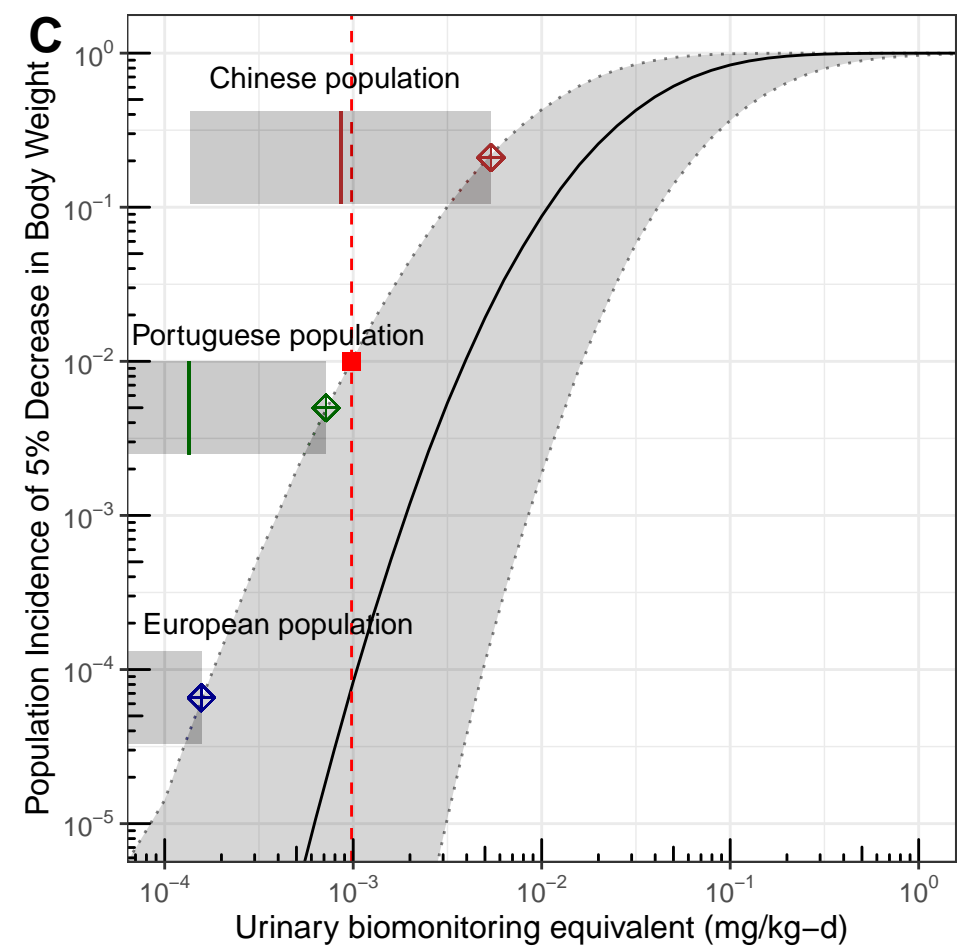 C
Population Incidence of 5% Decrease in Body Weight
10⁰
10⁻¹
10⁻²
10⁻³
10⁻⁴
10⁻⁵
Chinese population
Portuguese population
European population
10⁻⁴ 10⁻³ 10⁻² 10⁻¹ 10⁰
Urinary biomonitoring equivalent (mg/kg−d)